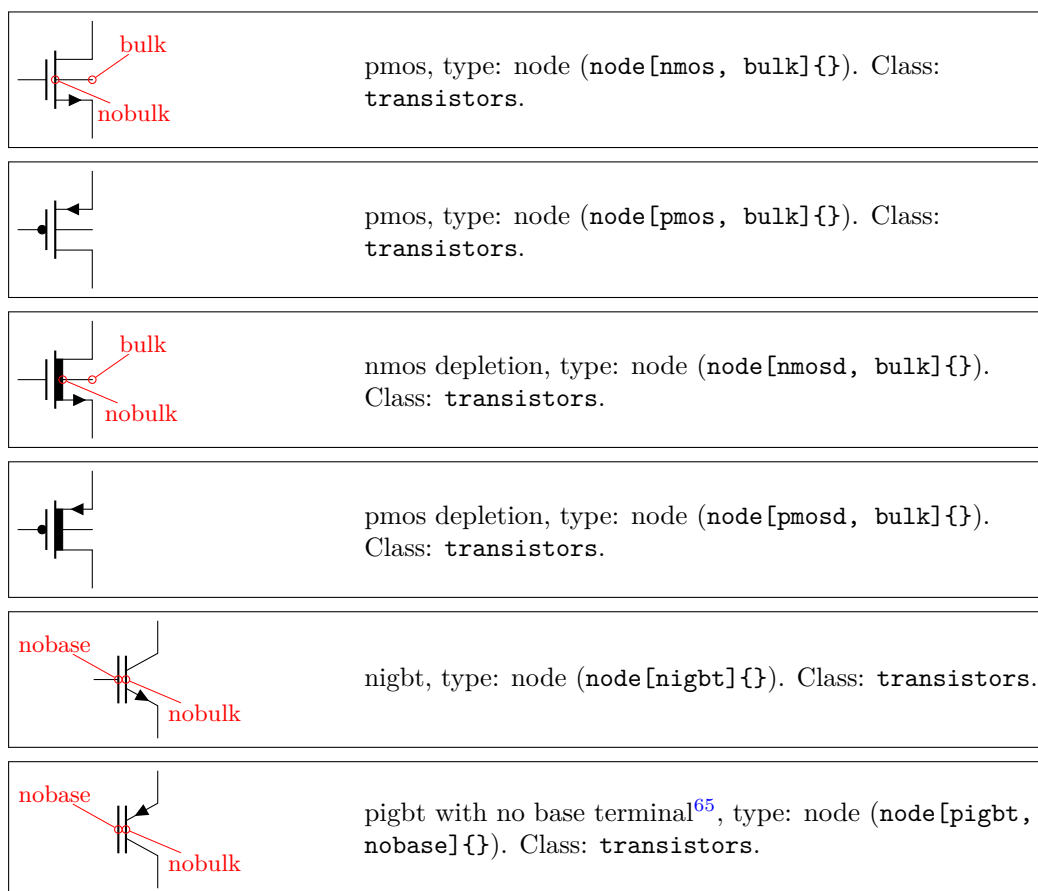 bulk
nobulk
pmos, type: node (node[nmos, bulk]{}). Class:
transistors.
pmos, type: node (node[pmos, bulk]{}). Class:
transistors.
bulk
nobulk
nmos depletion, type: node (node[nmosd, bulk]{}).
Class: transistors.
pmos depletion, type: node (node[pmosd, bulk]{}).
Class: transistors.
nobase
nobulk
nigbt, type: node (node[nigbt]{}). Class: transistors.
nobase
nobulk
pigbt with no base terminal65, type: node (node[pigbt,
nobase]{}). Class: transistors.